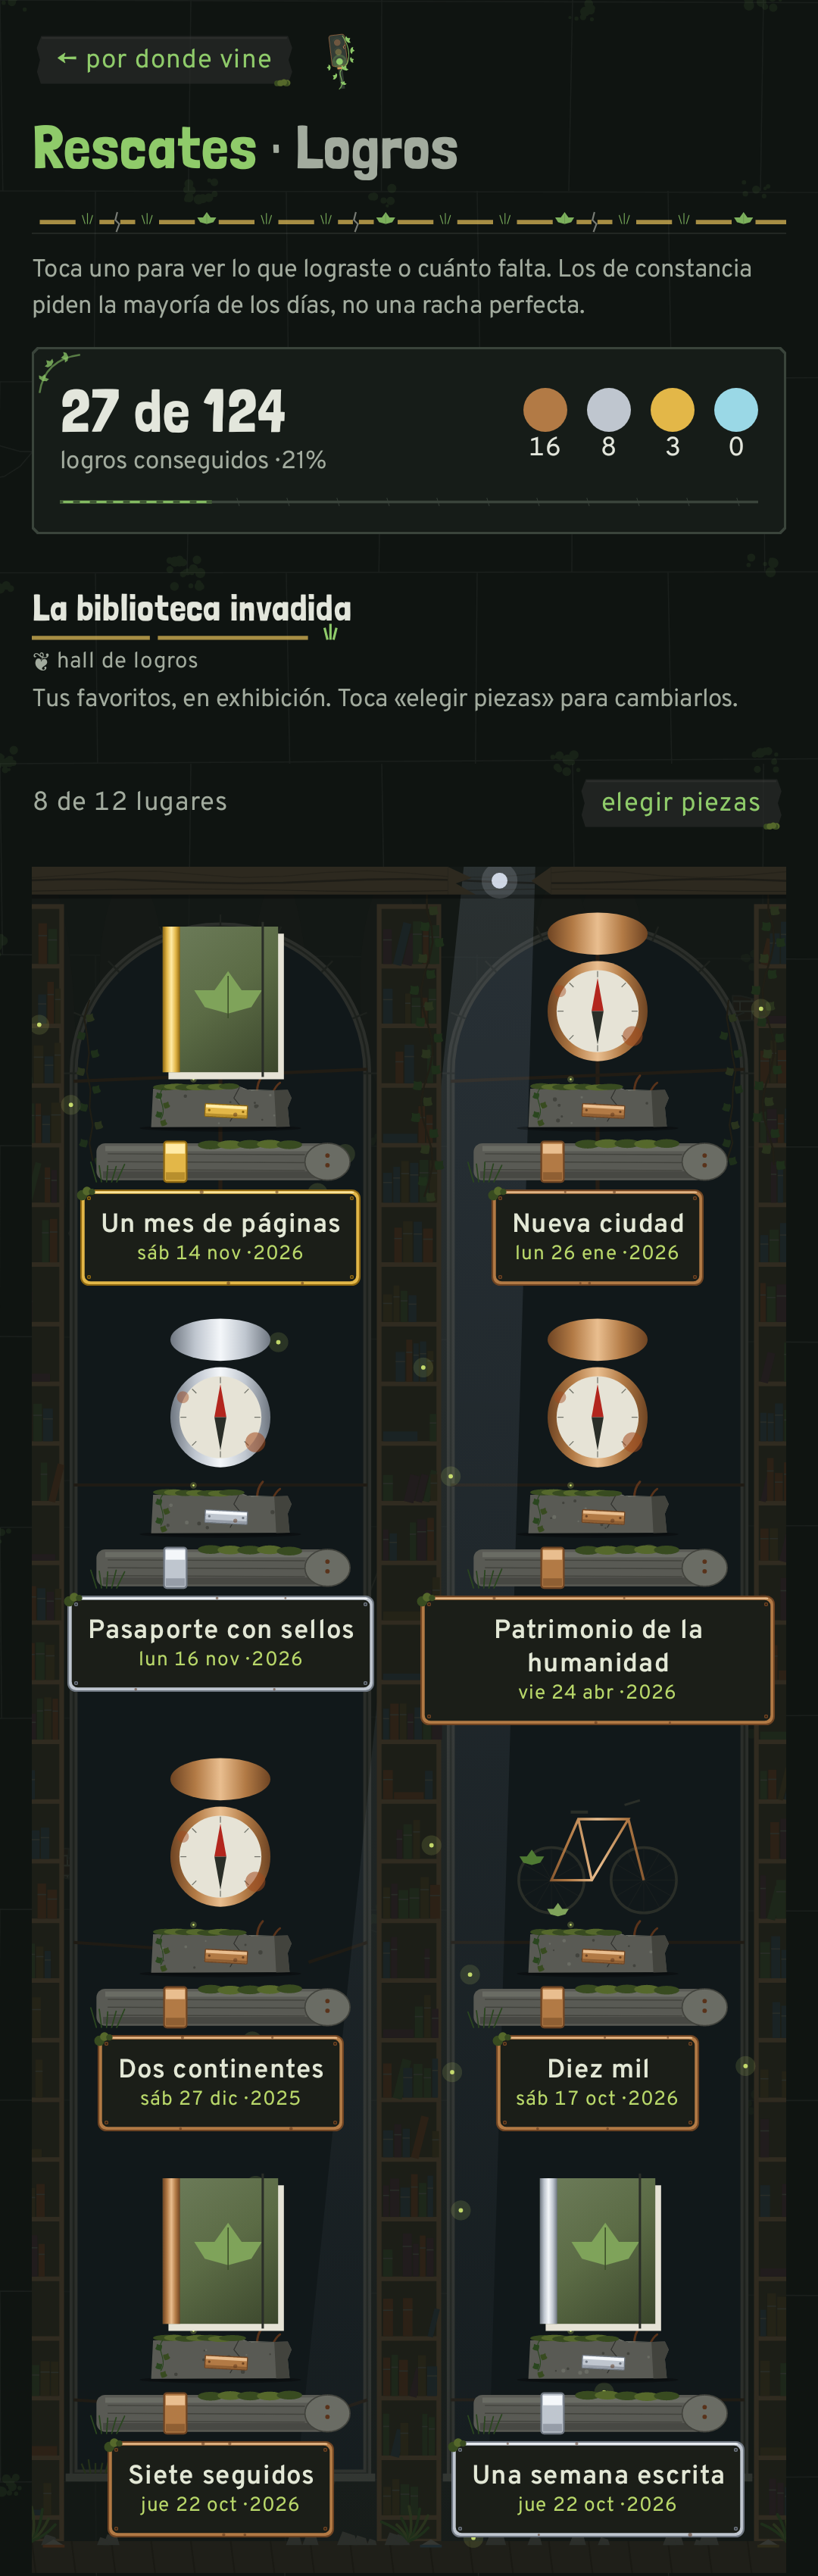 ← por donde vine
Rescates · Logros
Toca uno para ver lo que lograste o cuánto falta. Los de constancia
piden la mayoría de los días, no una racha perfecta.
27 de 124
logros conseguidos ·21%
16 8 3 0
La biblioteca invadida
❦ hall de logros
Tus favoritos, en exhibición. Toca «elegir piezas» para cambiarlos.
8 de 12 lugares
elegir piezas
Un mes de páginas
sáb 14 nov ·2026
Nueva ciudad
lun 26 ene ·2026
Pasaporte con sellos
lun 16 nov ·2026
Patrimonio de la
humanidad
vie 24 abr ·2026
Dos continentes
sáb 27 dic ·2025
Diez mil
sáb 17 oct ·2026
Siete seguidos
jue 22 oct ·2026
Una semana escrita
jue 22 oct ·2026